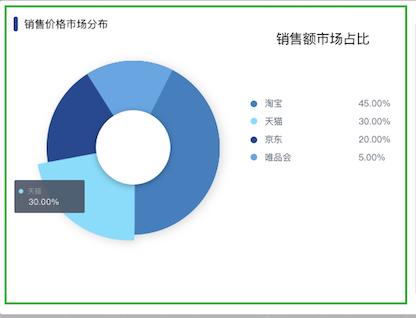 销售价格市场分布
销售额市场占比
淘宝 45.00%
天猫 30.00%
京东 20.00%
唯品会 5.00%
天猫
30.00%